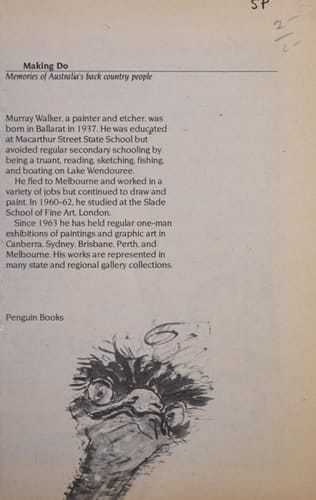 SP
2-
Making Do
Memories of Australia's back country people
Murray Walker, a painter and etcher, was
born in Ballarat in 1937. He was educated
at Macarthur Street State School but
avoided regular secondary schooling by
being a truant, reading, sketching, fishing,
and boating on Lake Wendouree.
He fled to Melbourne and worked in a
variety of jobs but continued to draw and
paint. In 1960-62, he studied at the Slade
School of Fine Art, London.
Since 1963 he has held regular one-man
exhibitions of paintings and graphic art in
Canberra, Sydney, Brisbane, Perth, and
Melbourne. His works are represented in
many state and regional gallery collections.
Penguin Books